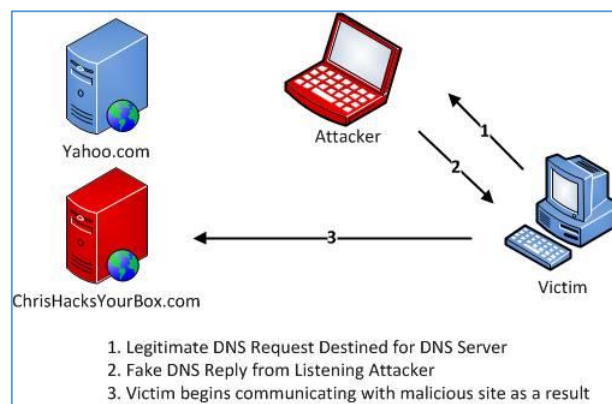 Yahoo.com
Attacker
1
2
Victim
3
ChrisHacksYourBox.com
1. Legitimate DNS Request Destined for DNS Server
2. Fake DNS Reply from Listening Attacker
3. Victim begins communicating with malicious site as a result